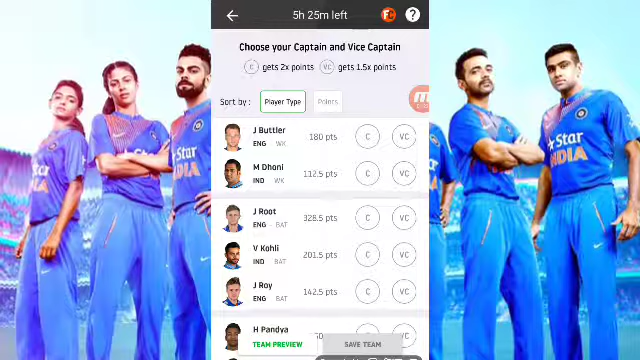 5h 25m left
FC
?
Choose your Captain and Vice Captain
C gets 2x points VC gets 1.5x points
Sort by : Player Type Points
J Buttler 180 pts C VC
ENG - WK
M Dhoni 112.5 pts C VC
IND - WK
J Root 328.5 pts C VC
ENG - BAT
V Kohli 201.5 pts C VC
IND - BAT
J Roy 142.5 pts C VC
ENG - BAT
H Pandya
TEAM PREVIEW SAVE TEAM
Star
INDIA
Star
INDIA